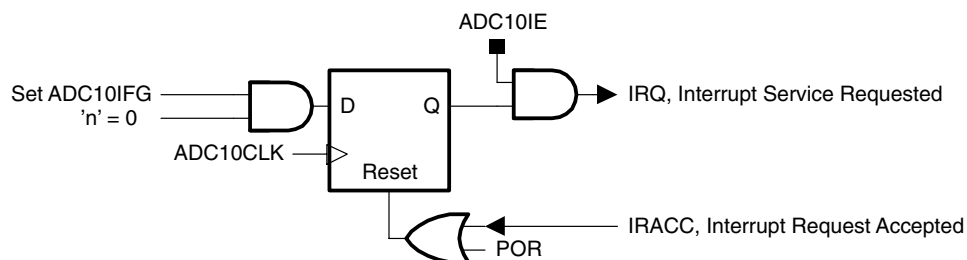 ADC10IE
Set ADC10IFG
'n' = 0
D
Q
IRQ, Interrupt Service Requested
ADC10CLK
Reset
IRACC, Interrupt Request Accepted
POR